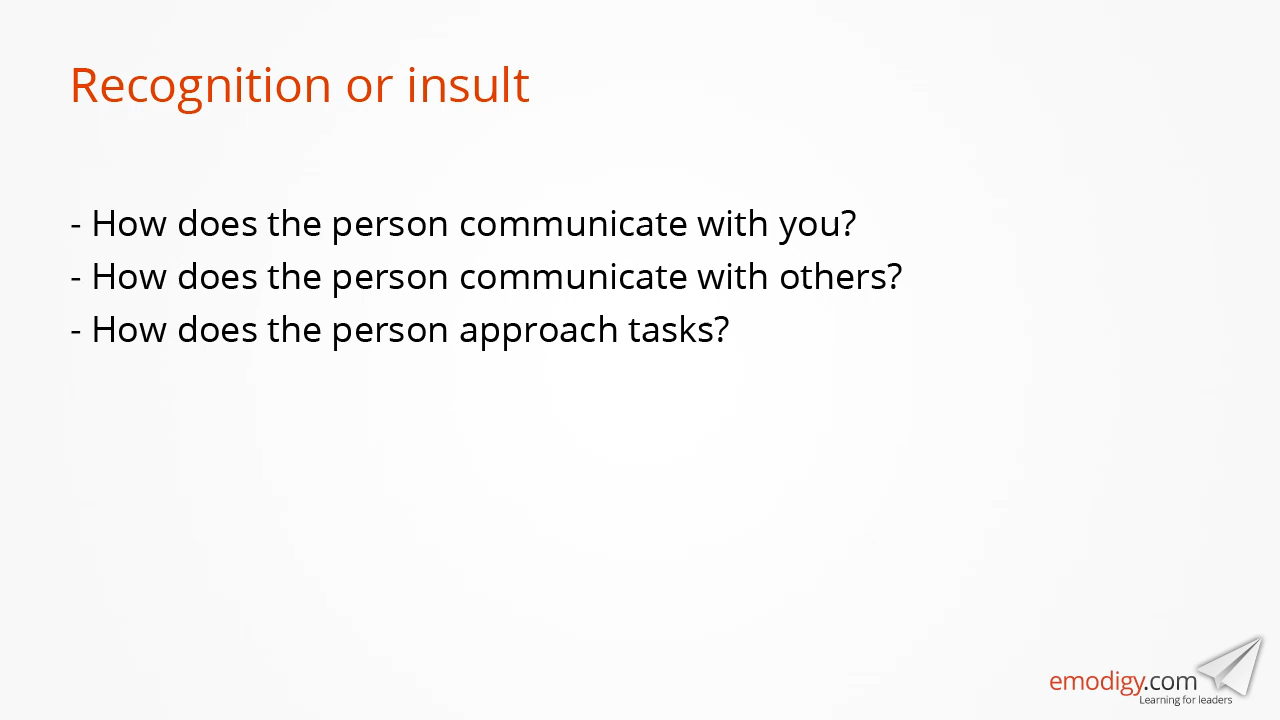 Recognition or insult
- How does the person communicate with you?
- How does the person communicate with others?
- How does the person approach tasks?
emodigy.com
Learning for leaders